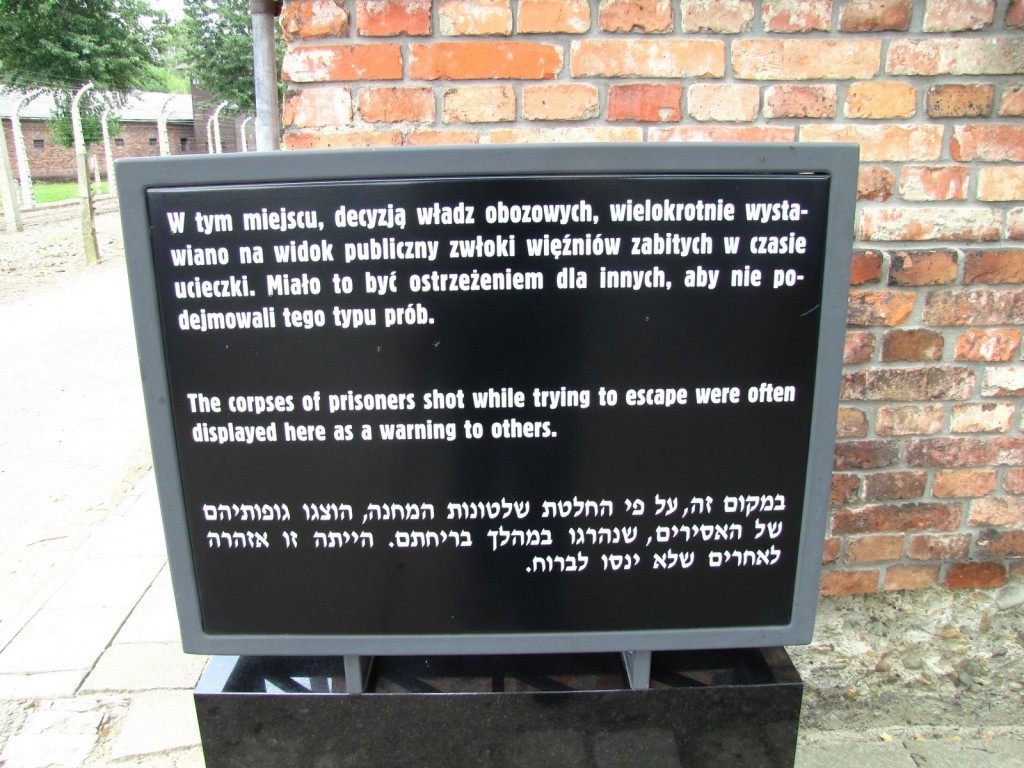 W tym miejscu, decyzją władz obozowych, wielokrotnie wysta-
wiano na widok publiczny zwłoki więźniów zabitych w czasie
ucieczki. Miało to być ostrzeżeniem dla innych, aby nie po-
dejmowali tego typu prób.
The corpses of prisoners shot while trying to escape were often
displayed here as a warning to others.
במקום זה, על פי החלטת שלטונות המחנה, הוצגו גופותיהם
של האסירים, שנהרגו במהלך בריחתם. הייתה זו אזהרה
לאחרים שלא ינסו לברוח.